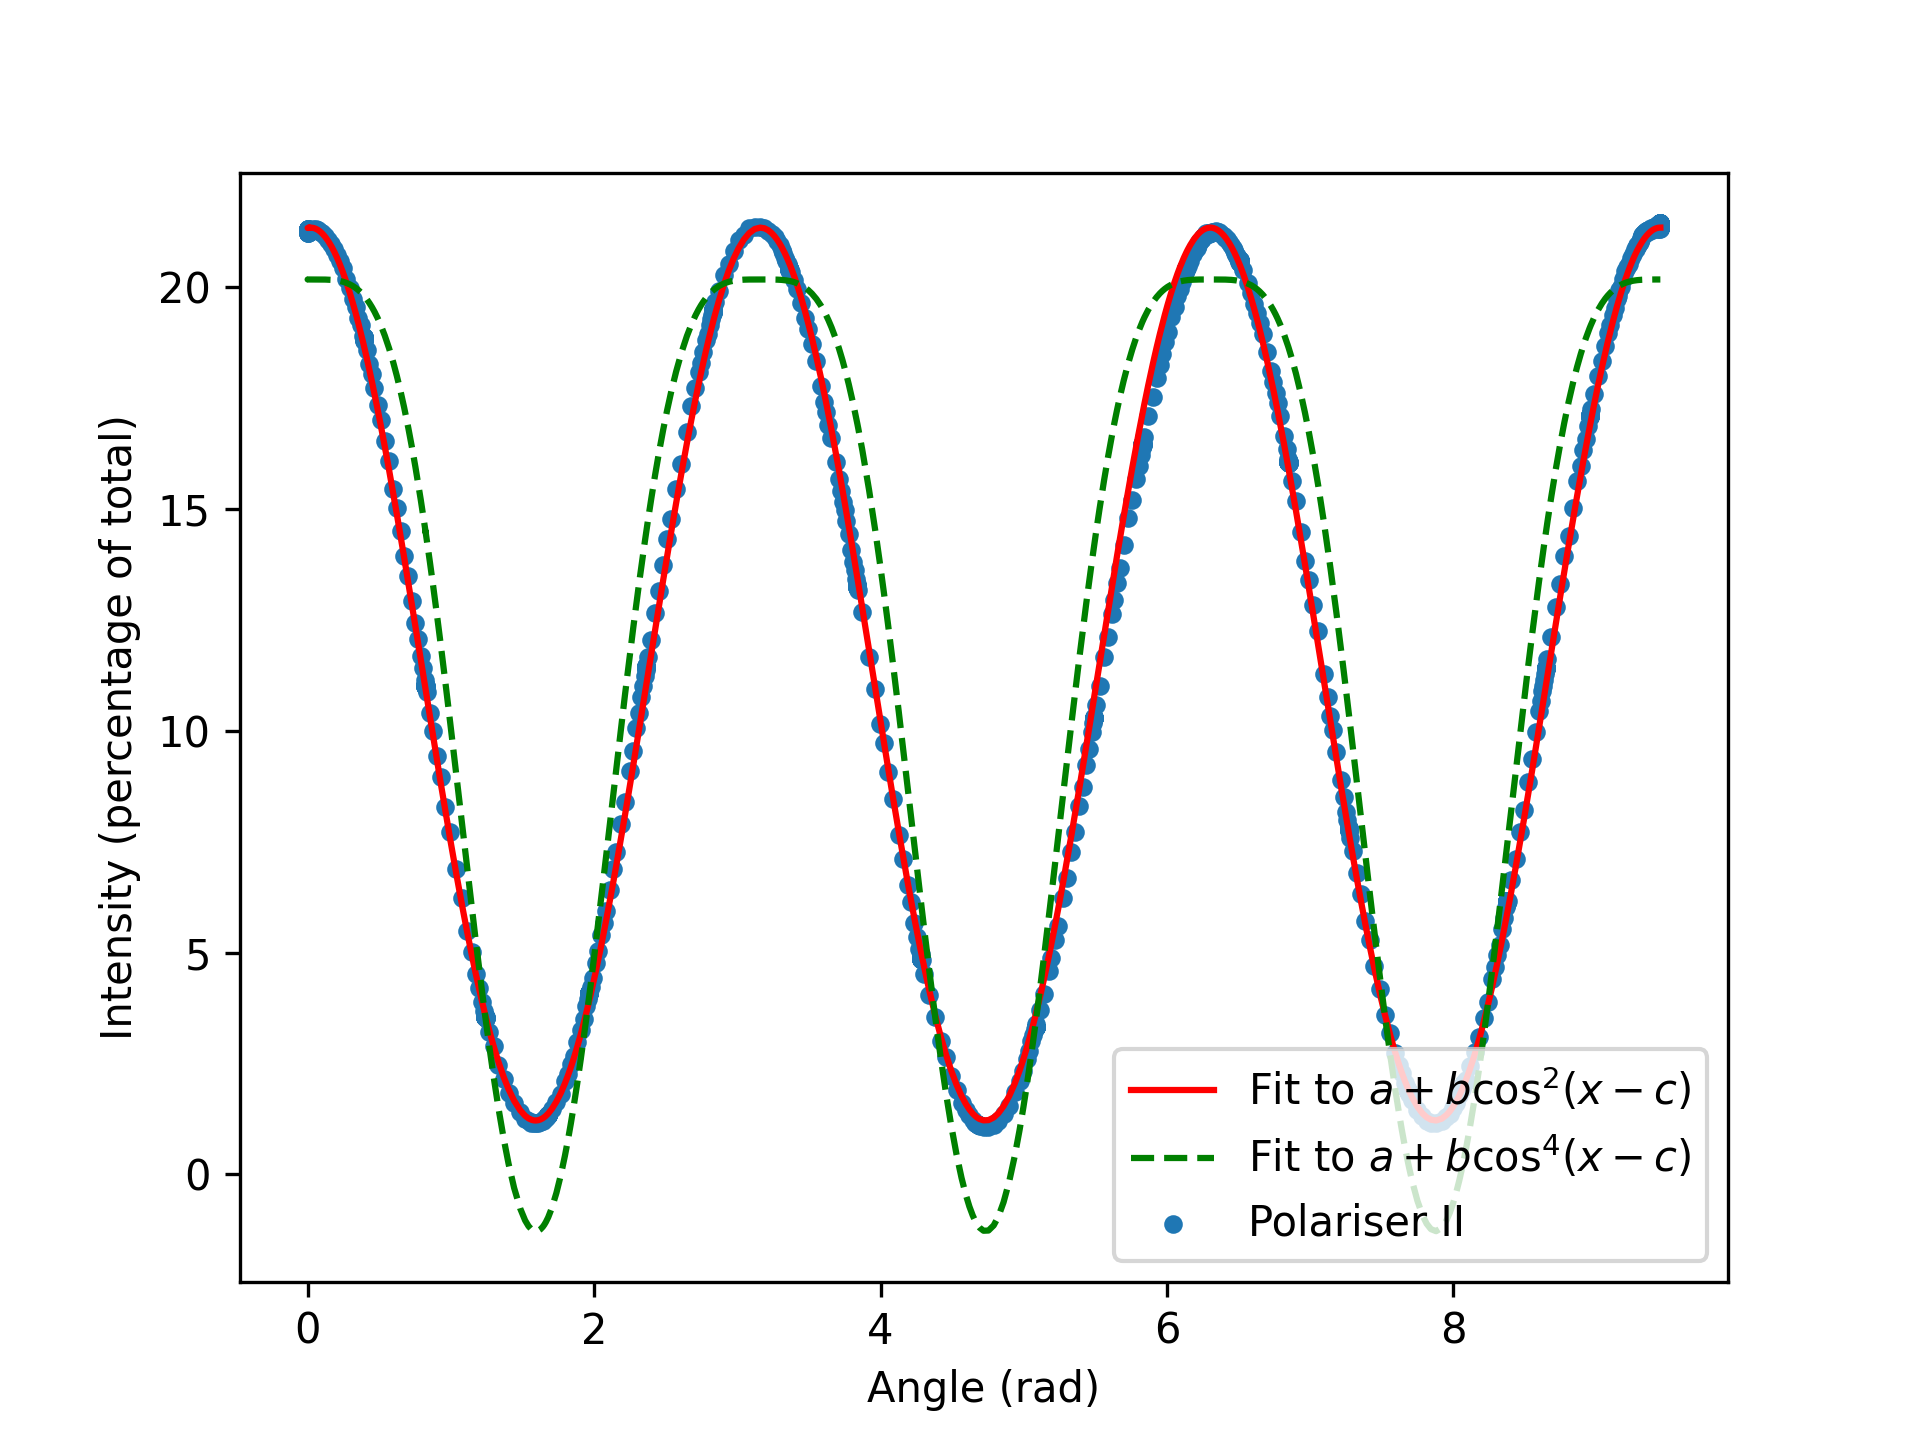 20
15
10
5
0
Intensity (percentage of total)
0 2 4 6 8
Angle (rad)
Fit to a + bcos²(x − c)
Fit to a + bcos⁴(x − c)
Polariser II